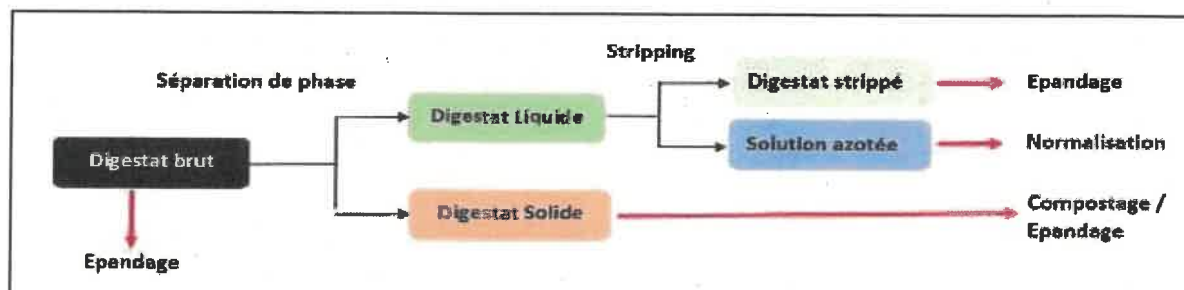 Stripping
Séparation de phase
Digestat strippé
Epandage
Digestat Liquide
Solution azotée
Normalisation
Digestat brut
Digestat Solide
Compostage /
Epandage
Epandage